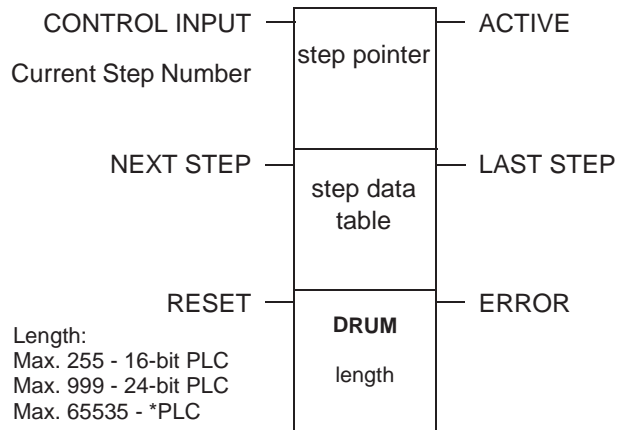 CONTROL INPUT
ACTIVE
step pointer
Current Step Number
NEXT STEP
LAST STEP
step data
table
RESET
ERROR
DRUM
length
Length:
Max. 255 - 16-bit PLC
Max. 999 - 24-bit PLC
Max. 65535 - *PLC